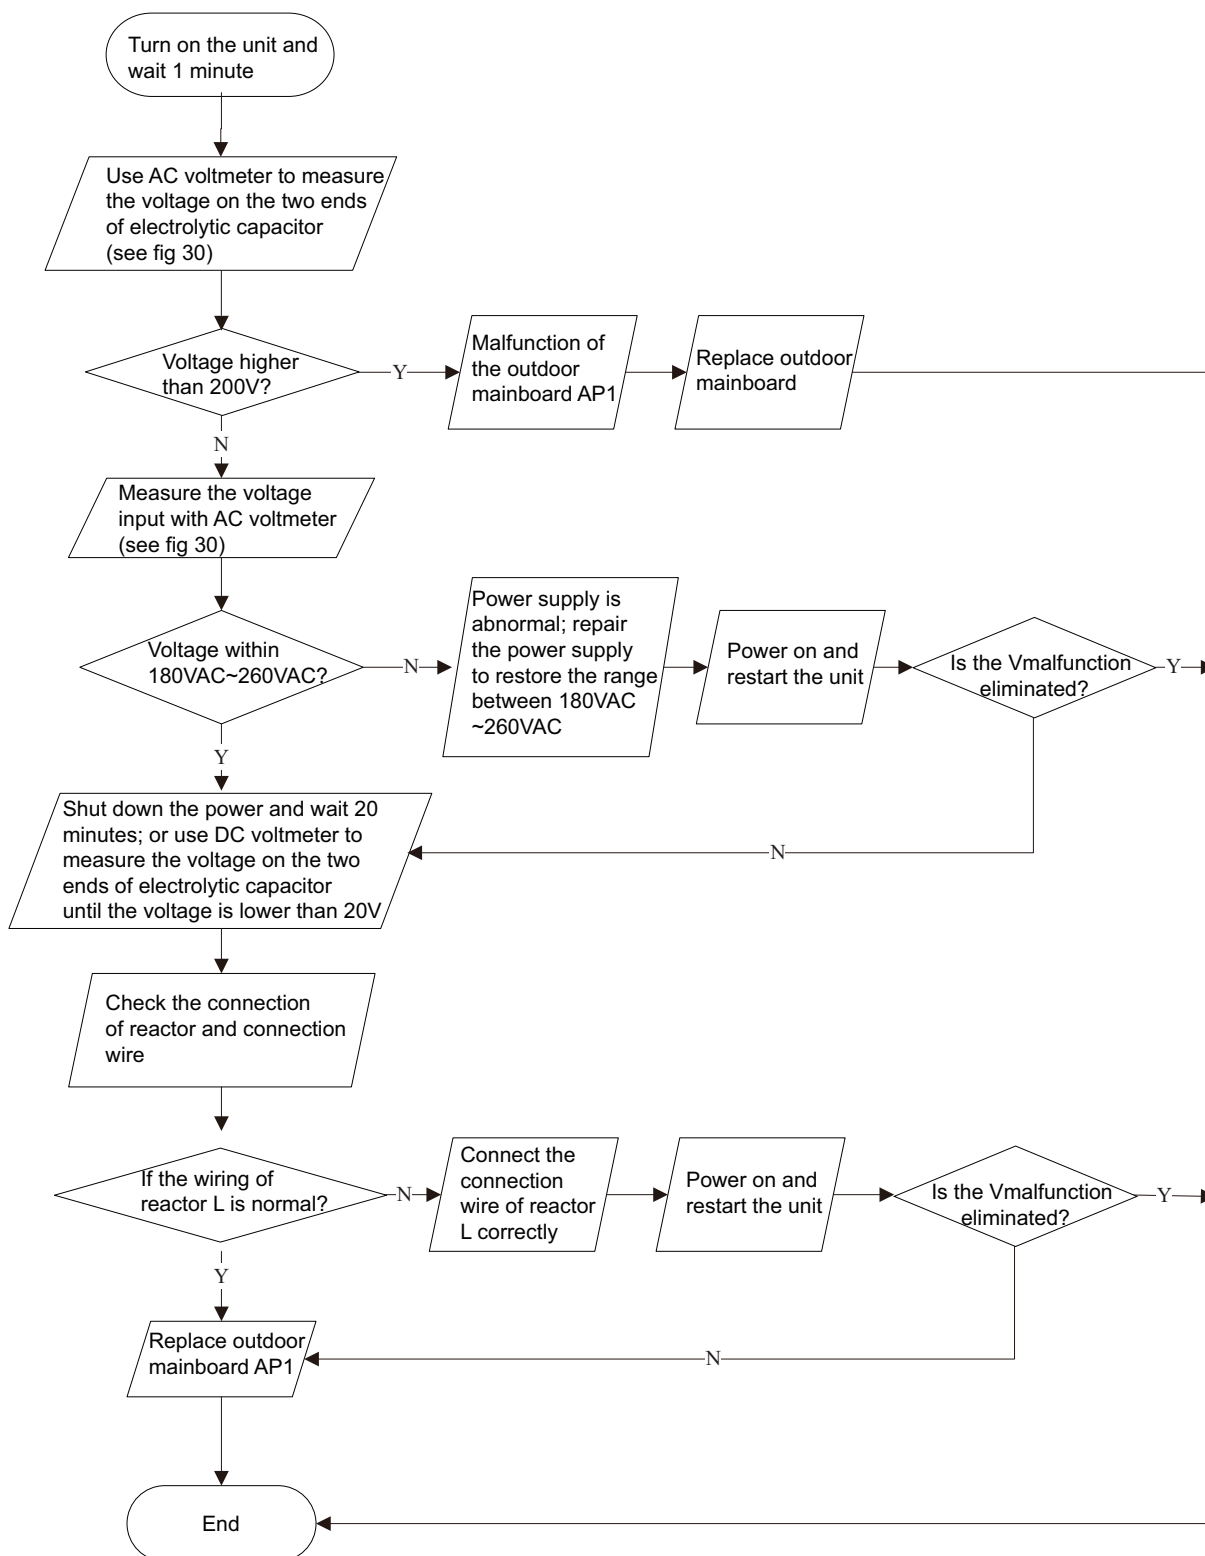 Turn on the unit and
wait 1 minute
Use AC voltmeter to measure
the voltage on the two ends
of electrolytic capacitor
(see fig 30)
Voltage higher
than 200V?
Y
Malfunction of
the outdoor
mainboard AP1
Replace outdoor
mainboard
N
Measure the voltage
input with AC voltmeter
(see fig 30)
Voltage within
180VAC~260VAC?
N
Power supply is
abnormal; repair
the power supply
to restore the range
between 180VAC
~260VAC
Power on and
restart the unit
Is the Vmalfunction
eliminated?
Y
Y
N
Shut down the power and wait 20
minutes; or use DC voltmeter to
measure the voltage on the two
ends of electrolytic capacitor
until the voltage is lower than 20V
Check the connection
of reactor and connection
wire
If the wiring of
reactor L is normal?
N
Connect the
connection
wire of reactor
L correctly
Power on and
restart the unit
Is the Vmalfunction
eliminated?
Y
Y
N
Replace outdoor
mainboard AP1
End